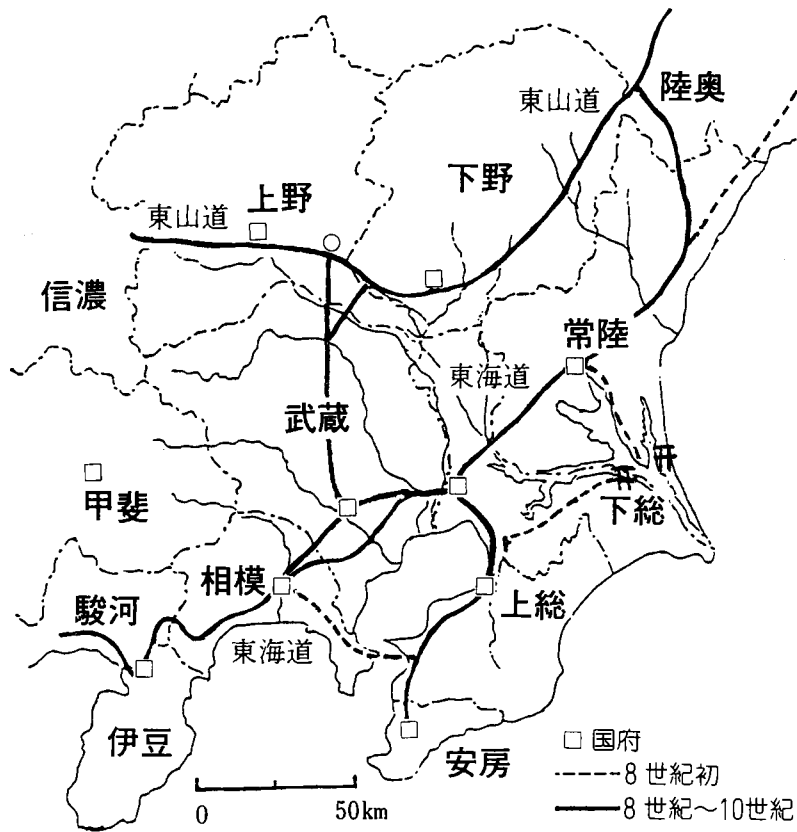 陸奥
東山道
下野
上野
東山道
信濃
常陸
東海道
武蔵
甲斐
下総
相模
上総
駿河
東海道
伊豆
安房
国府
8世紀初
8世紀～10世紀
0 50km